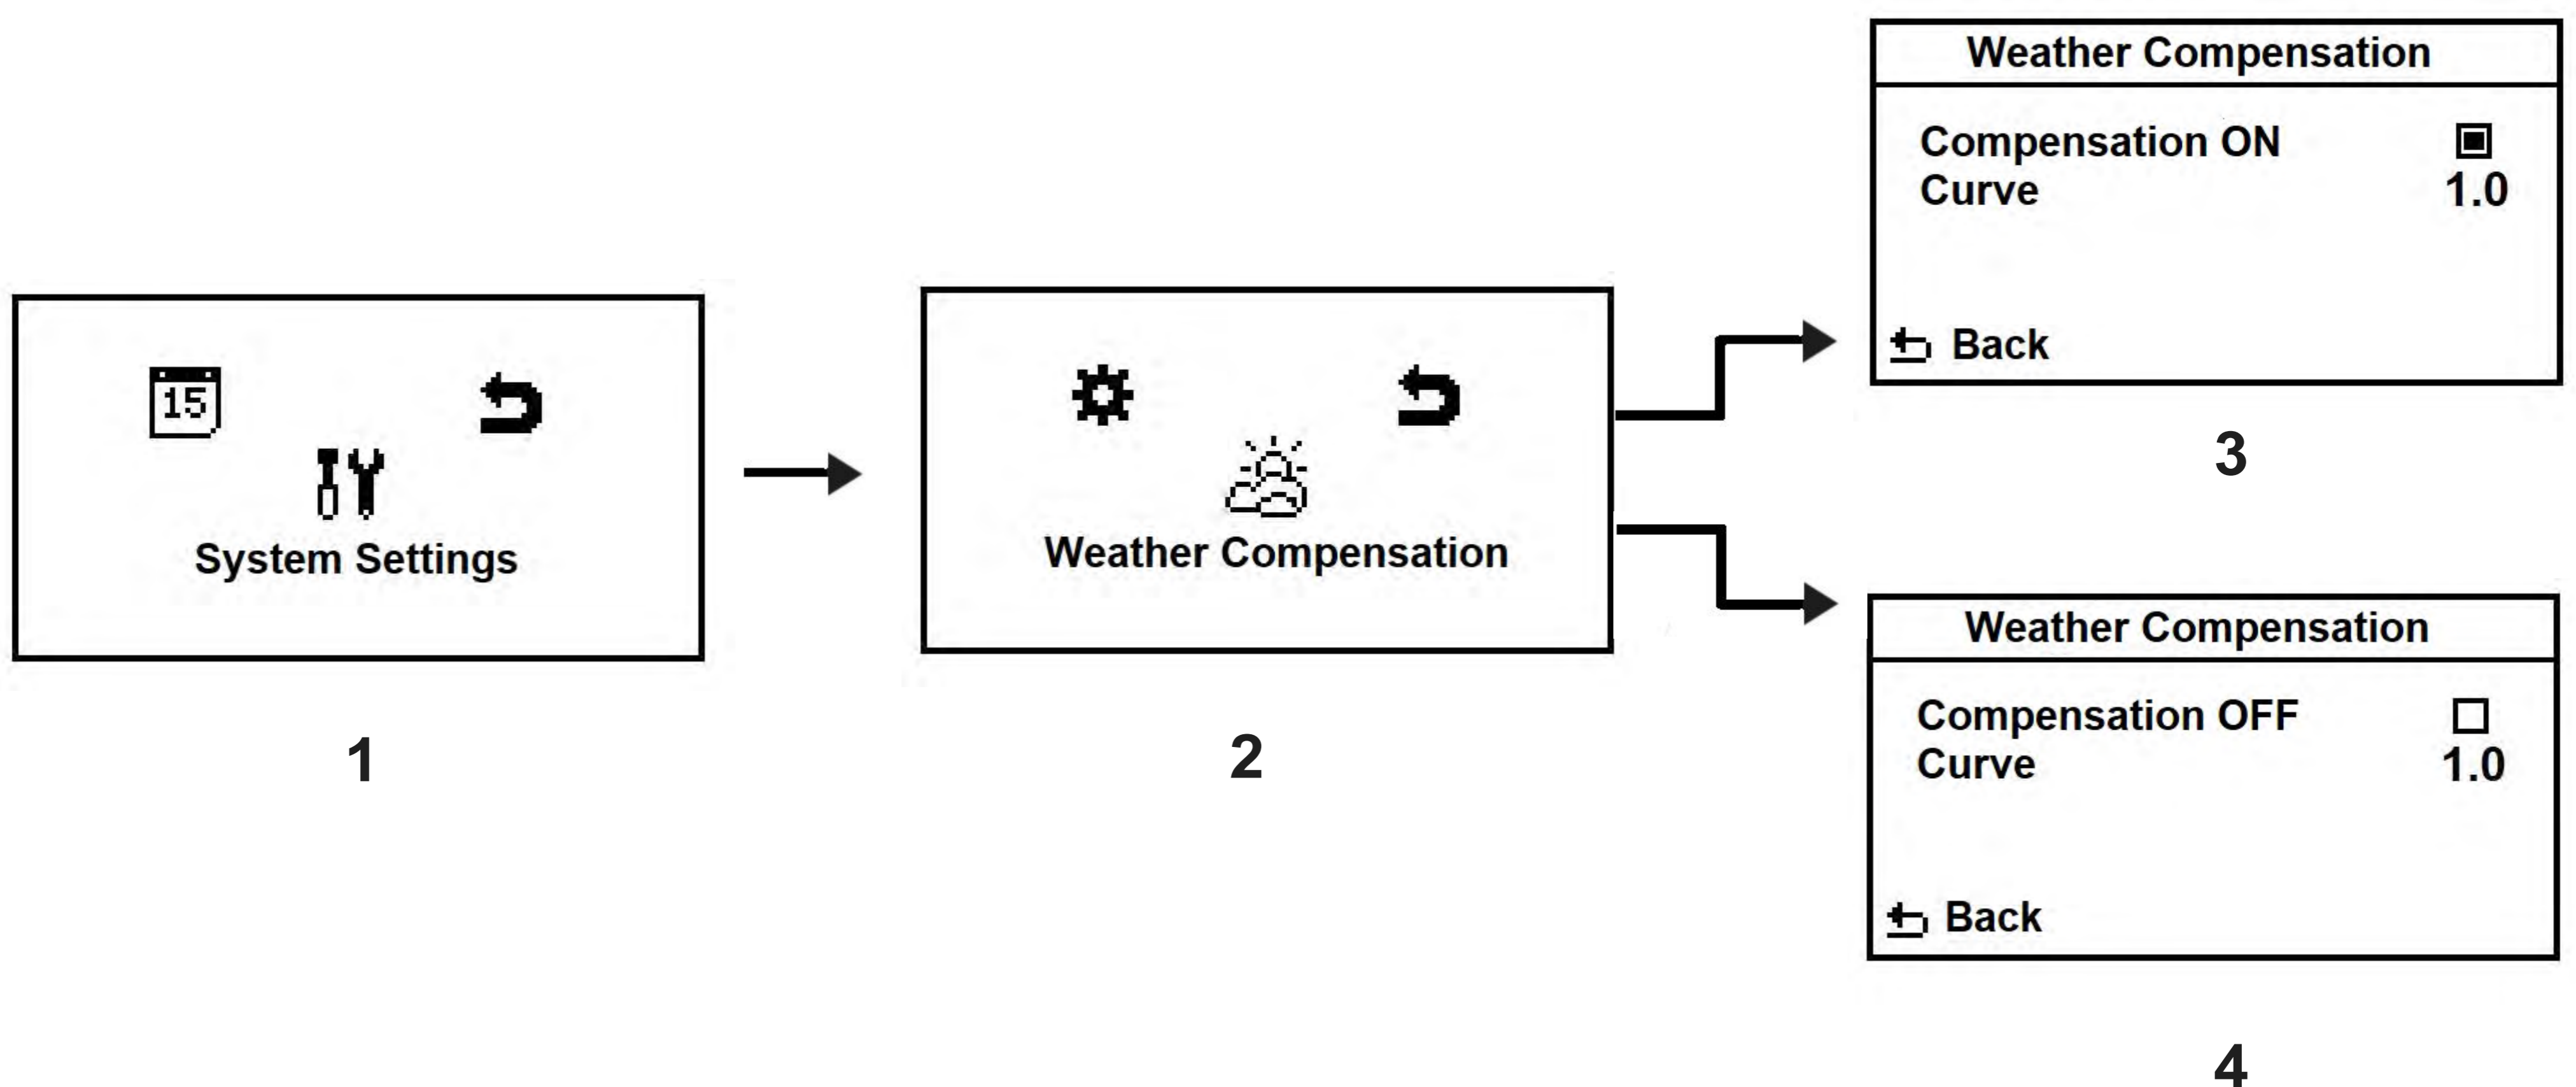 15
System Settings
1
Weather Compensation
2
Weather Compensation
Compensation ON
Curve 1.0
Back
3
Weather Compensation
Compensation OFF
Curve 1.0
Back
4